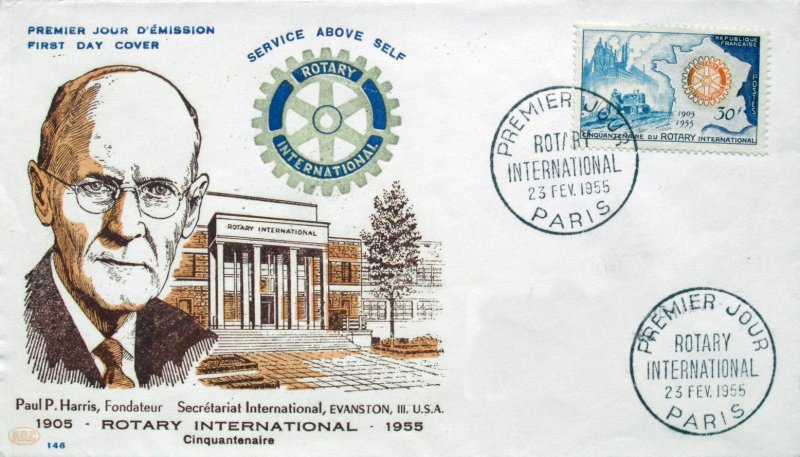 PREMIER JOUR D'ÉMISSION
FIRST DAY COVER
SERVICE ABOVE SELF
ROTARY
INTERNATIONAL
ROTARY INTERNATIONAL
Paul P. Harris, Fondateur Secrétariat International, EVANSTON, Ill. U.S.A.
1905 - ROTARY INTERNATIONAL - 1955
Cinquantenaire
146
REPUBLIQUE
FRANÇAISE
POSTES
1905
1955
30F
CINQUANTENAIRE DU ROTARY INTERNATIONAL
PREMIER JOUR
ROTARY
INTERNATIONAL
23 FEV. 1955
PARIS
PREMIER JOUR
ROTARY
INTERNATIONAL
23 FEV. 1955
PARIS